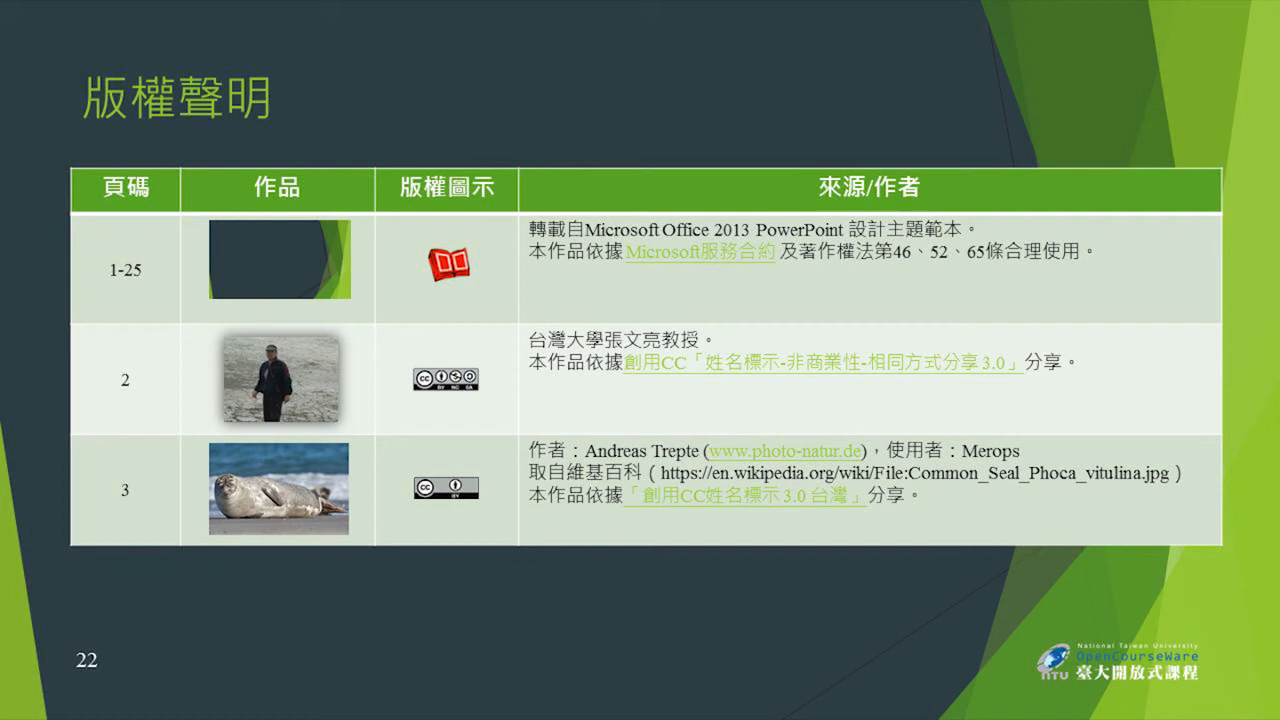 版權聲明
頁碼 作品 版權圖示 來源/作者
1-25
轉載自Microsoft Office 2013 PowerPoint 設計主題範本。
本作品依據Microsoft服務合約及著作權法第46、52、65條合理使用。
2
cc BY NC SA
台灣大學張文亮教授。
本作品依據創用CC「姓名標示-非商業性-相同方式分享3.0」分享。
3
cc BY
作者：Andreas Trepte (www.photo-natur.de)，使用者：Merops
取自維基百科（https://en.wikipedia.org/wiki/File:Common_Seal_Phoca_vitulina.jpg）
本作品依據「創用CC姓名標示3.0台灣」分享。
22
National Taiwan University
OpenCourseWare
NTU 臺大開放式課程